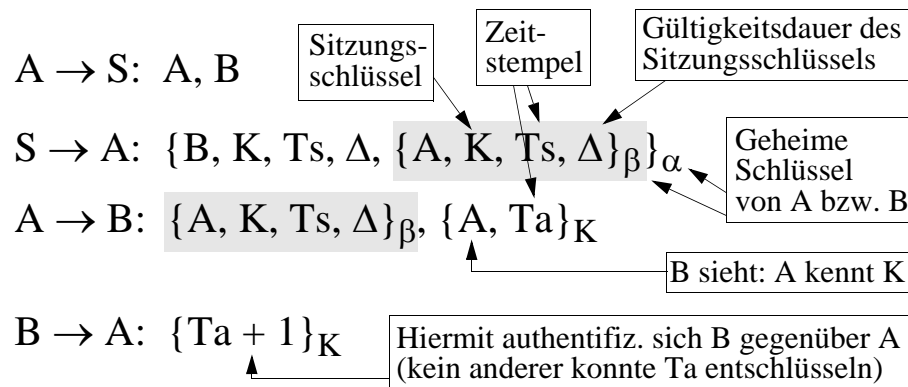 Sitzungs-
schlüssel
Zeit-
stempel
Gültigkeitsdauer des
Sitzungsschlüssels
A → S: A, B
S → A: {B, K, Ts, Δ, {A, K, Ts, Δ}β}α
Geheime
Schlüssel
von A bzw. B
A → B: {A, K, Ts, Δ}β, {A, Ta}K
B sieht: A kennt K
B → A: {Ta + 1}K
Hiermit authentifiz. sich B gegenüber A
(kein anderer konnte Ta entschlüsseln)